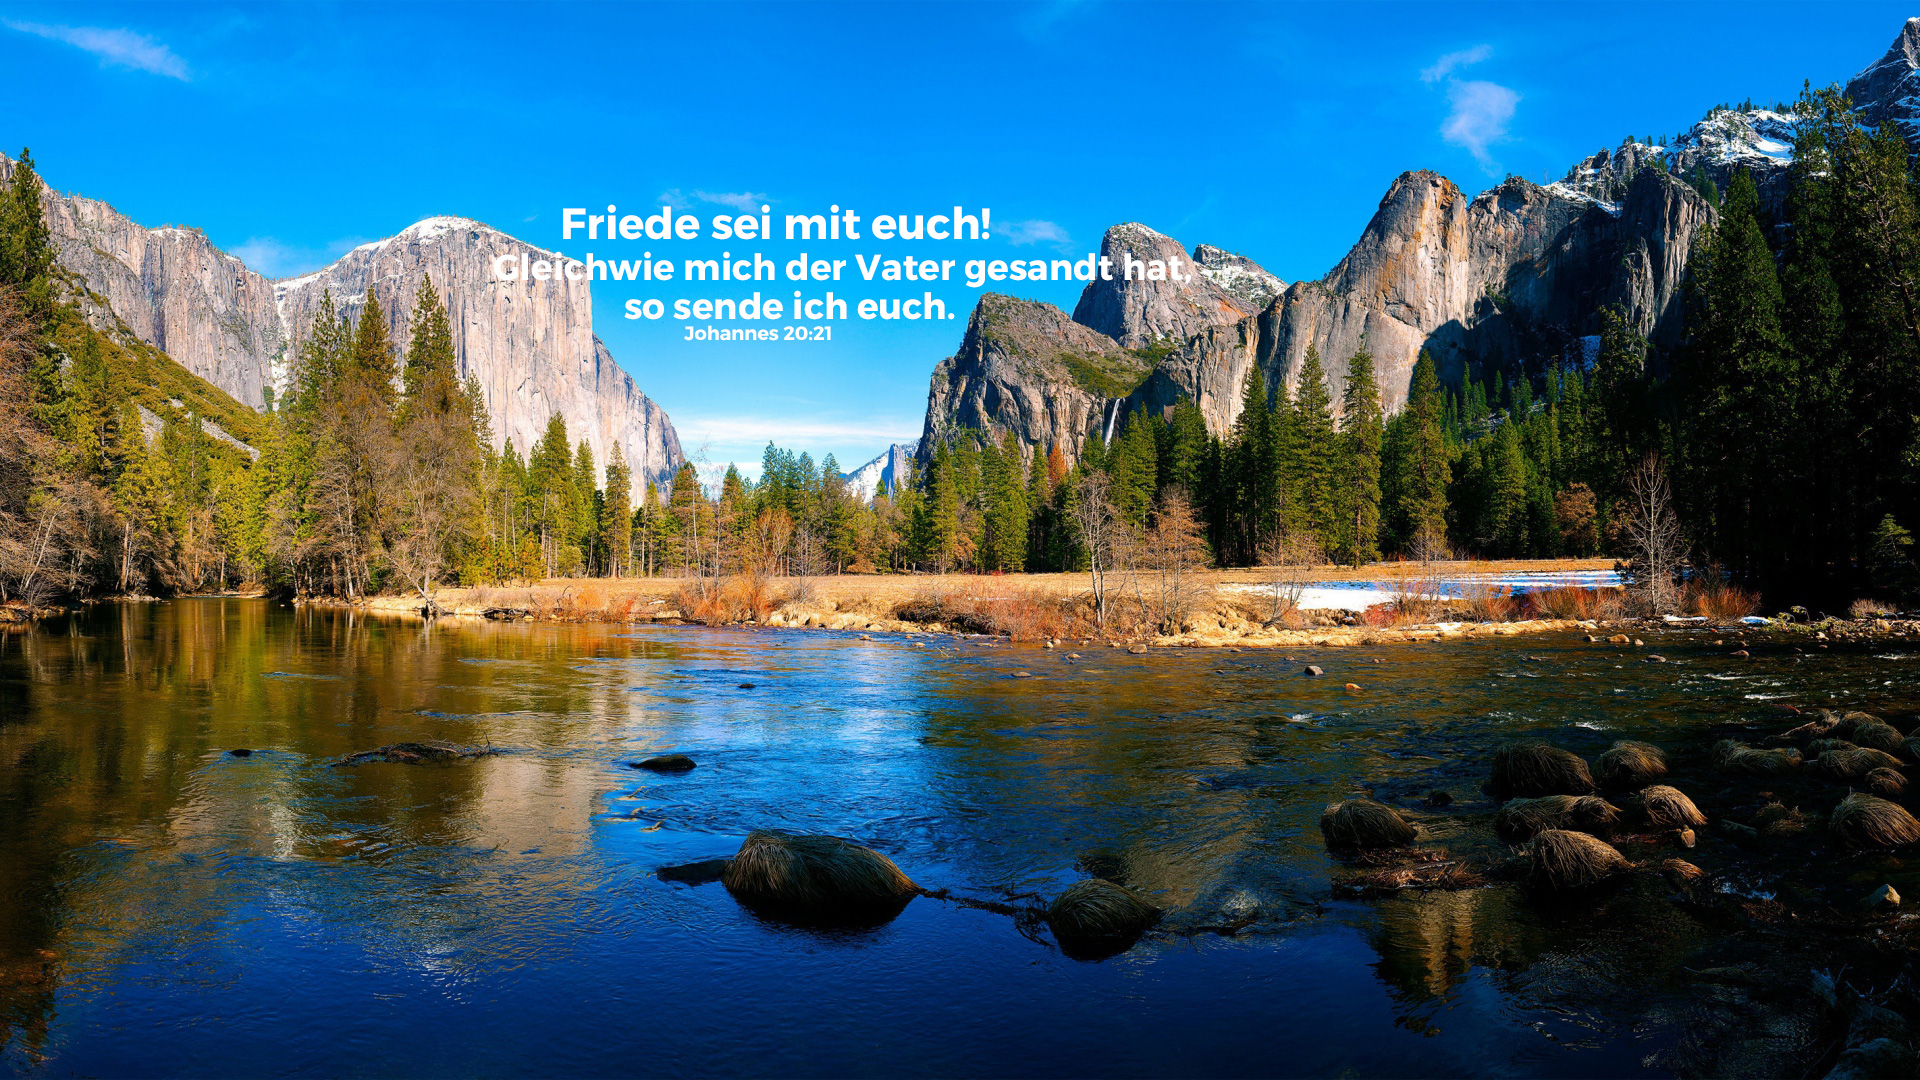 Friede sei mit euch!
Gleichwie mich der Vater gesandt hat,
so sende ich euch.
Johannes 20:21